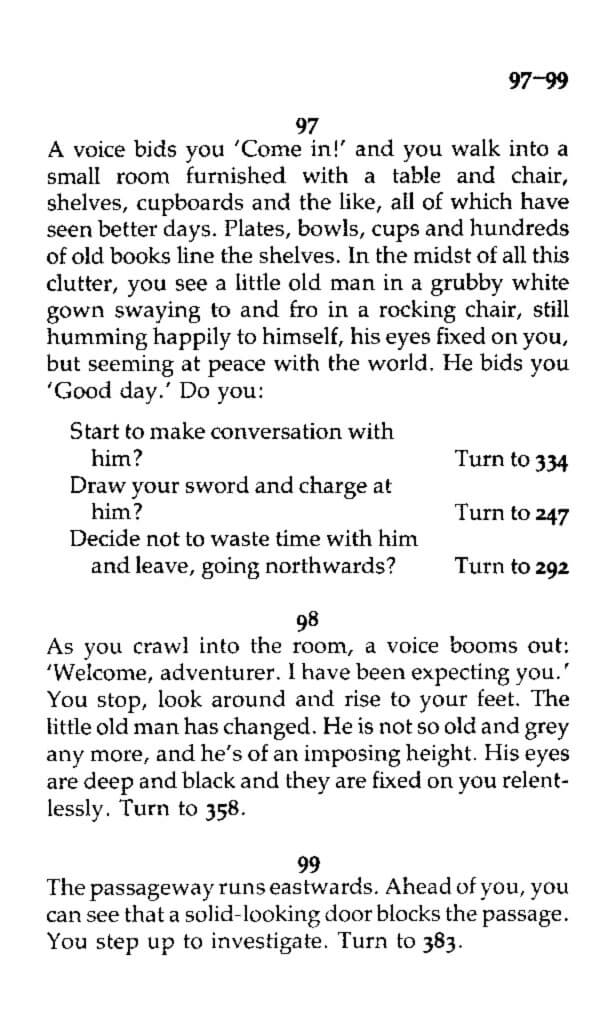 97–99
97
A voice bids you ‘Come in!’ and you walk into a
small room furnished with a table and chair,
shelves, cupboards and the like, all of which have
seen better days. Plates, bowls, cups and hundreds
of old books line the shelves. In the midst of all this
clutter, you see a little old man in a grubby white
gown swaying to and fro in a rocking chair, still
humming happily to himself, his eyes fixed on you,
but seeming at peace with the world. He bids you
‘Good day.’ Do you:
Start to make conversation with
him? Turn to 334
Draw your sword and charge at
him? Turn to 247
Decide not to waste time with him
and leave, going northwards? Turn to 292
98
As you crawl into the room, a voice booms out:
‘Welcome, adventurer. I have been expecting you.’
You stop, look around and rise to your feet. The
little old man has changed. He is not so old and grey
any more, and he’s of an imposing height. His eyes
are deep and black and they are fixed on you relent-
lessly. Turn to 358.
99
The passageway runs eastwards. Ahead of you, you
can see that a solid-looking door blocks the passage.
You step up to investigate. Turn to 383.